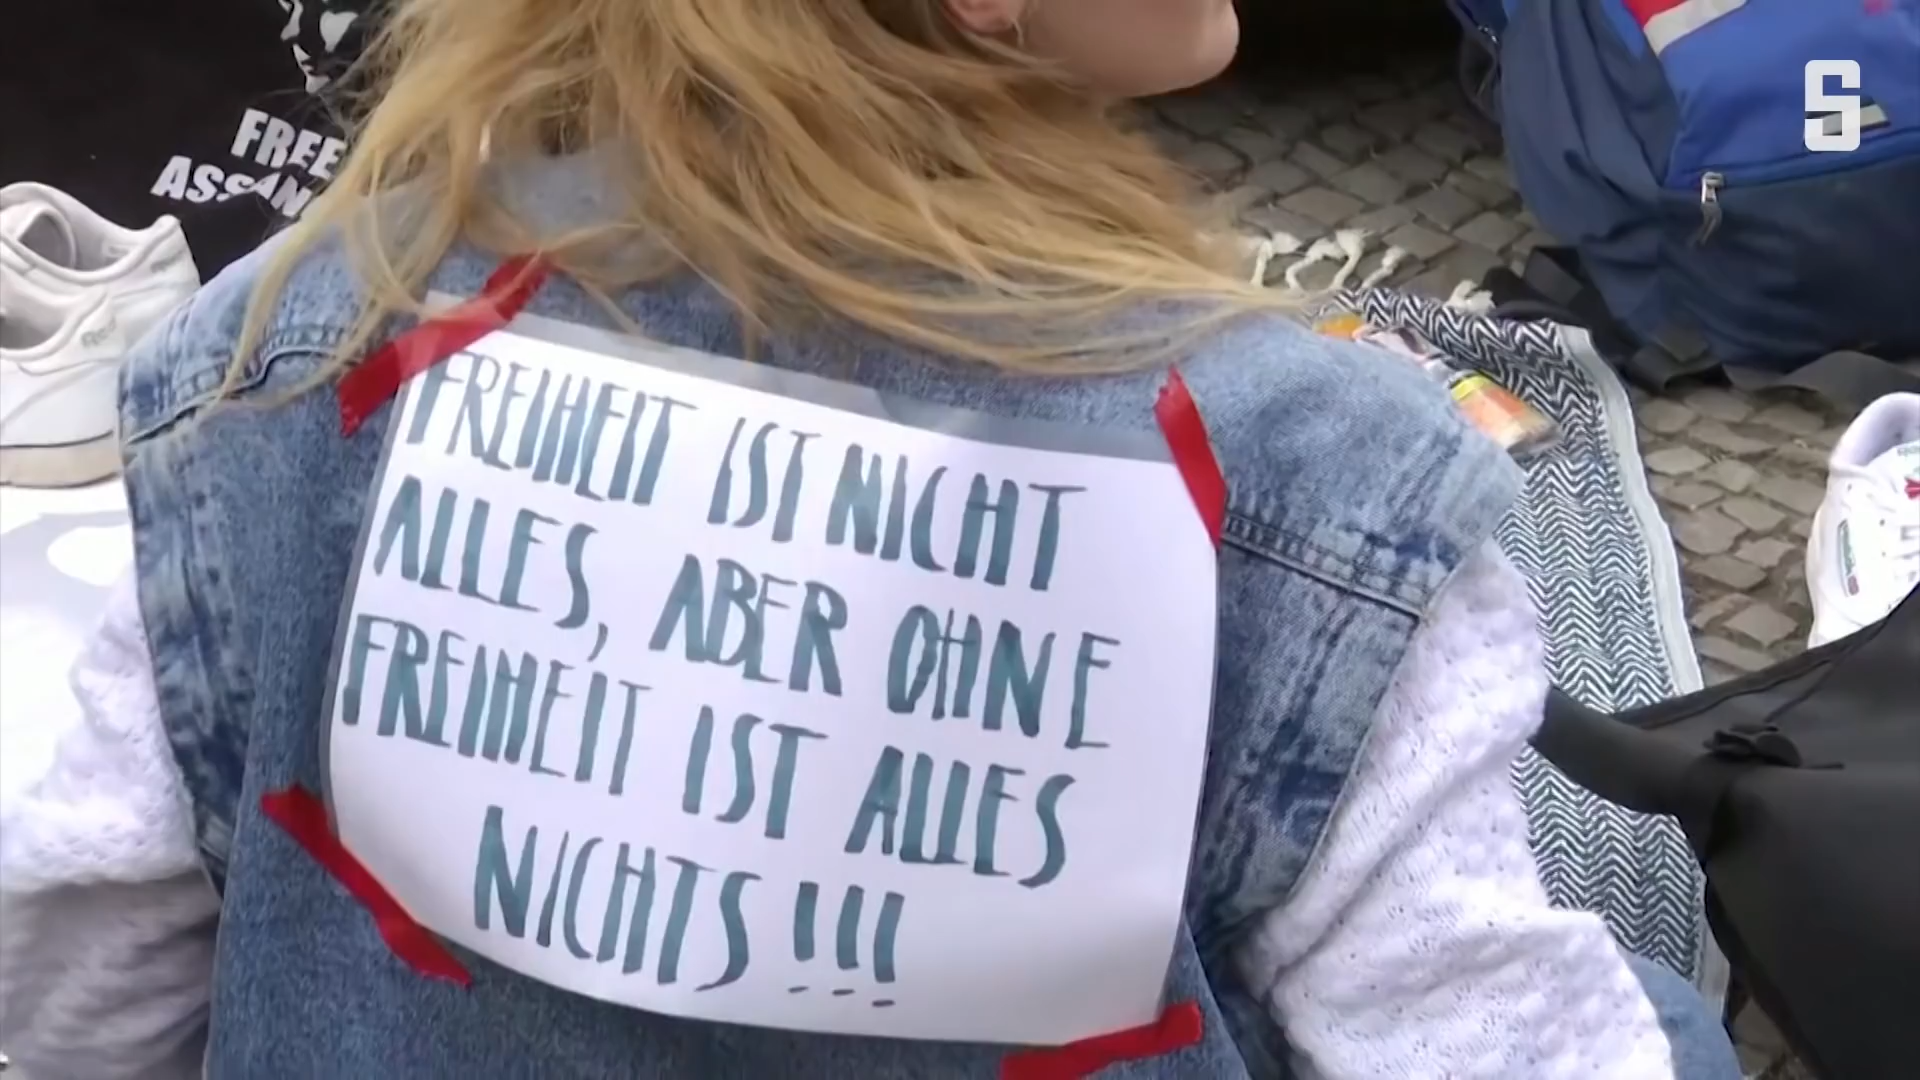 FREE
ASSAN
S
FREIHEIT IST NICHT
ALLES, ABER OHNE
FREIHEIT IST ALLES
NICHTS!!!